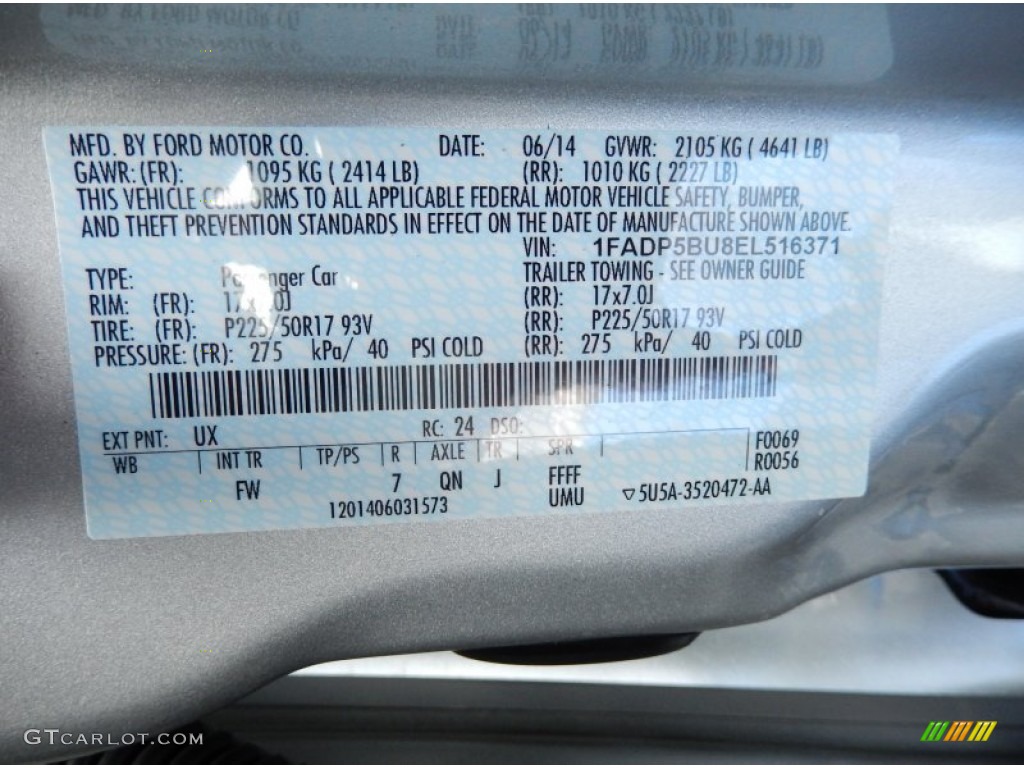 MFD. BY FORD MOTOR CO. DATE: 06/14 GVWR: 2105 KG ( 4641 LB)
GAWR: (FR): 1095 KG ( 2414 LB) (RR): 1010 KG ( 2227 LB)
THIS VEHICLE CONFORMS TO ALL APPLICABLE FEDERAL MOTOR VEHICLE SAFETY, BUMPER,
AND THEFT PREVENTION STANDARDS IN EFFECT ON THE DATE OF MANUFACTURE SHOWN ABOVE.
VIN: 1FADP5BU8EL516371
TYPE: Passenger Car TRAILER TOWING - SEE OWNER GUIDE
RIM: (FR): 17x7.0J (RR): 17x7.0J
TIRE: (FR): P225/50R17 93V (RR): P225/50R17 93V
PRESSURE: (FR): 275 kPa/ 40 PSI COLD (RR): 275 kPa/ 40 PSI COLD
EXT PNT: UX RC: 24 DSO: F0069
WB INT TR TP/PS R AXLE TR SPR R0056
FW 7 QN J FFFF
1201406031573 UMU ▽5U5A-3520472-AA
GTCARLOT.COM